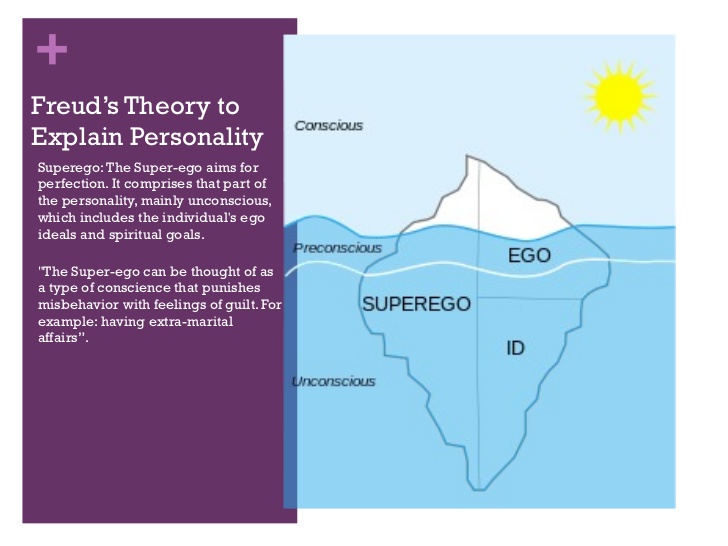 +
Freud's Theory to
Explain Personality
Superego: The Super-ego aims for
perfection. It comprises that part of
the personality, mainly unconscious,
which includes the individual's ego
ideals and spiritual goals.
"The Super-ego can be thought of as
a type of conscience that punishes
misbehavior with feelings of guilt. For
example: having extra-marital
affairs".
Conscious
Preconscious
EGO
SUPEREGO
ID
Unconscious